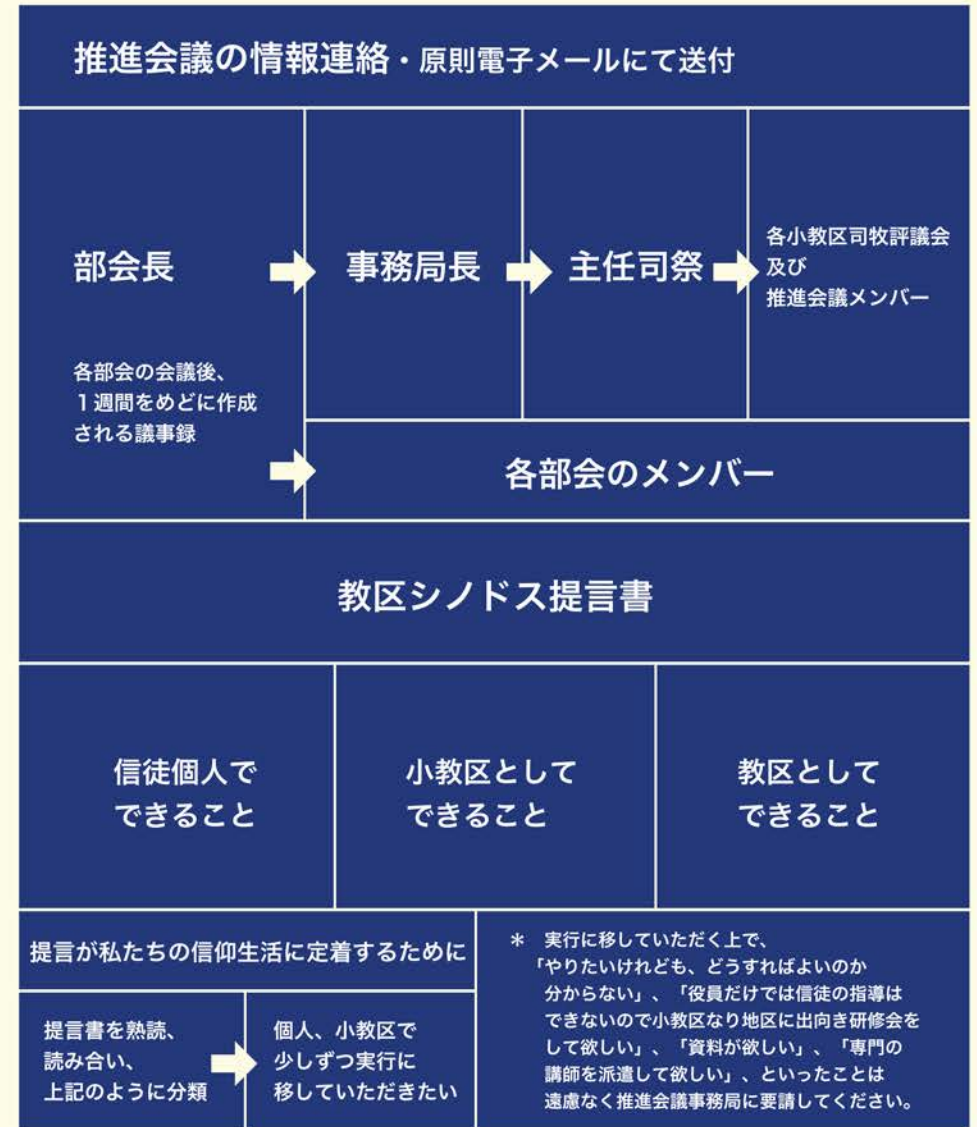 推進会議の情報連絡・原則電子メールにて送付
部会長
各部会の会議後、
１週間をめどに作成
される議事録
事務局長
主任司祭
各小教区司牧評議会
及び
推進会議メンバー
各部会のメンバー
教区シノドス提言書
信徒個人で
できること
小教区として
できること
教区として
できること
提言が私たちの信仰生活に定着するために
提言書を熟読、
読み合い、
上記のように分類
個人、小教区で
少しずつ実行に
移していただきたい
＊　実行に移していただく上で、
「やりたいけれども、どうすればよいのか
分からない」、「役員だけでは信徒の指導は
できないので小教区なり地区に出向き研修会を
して欲しい」、「資料が欲しい」、「専門の
講師を派遣して欲しい」、といったことは
遠慮なく推進会議事務局に要請してください。